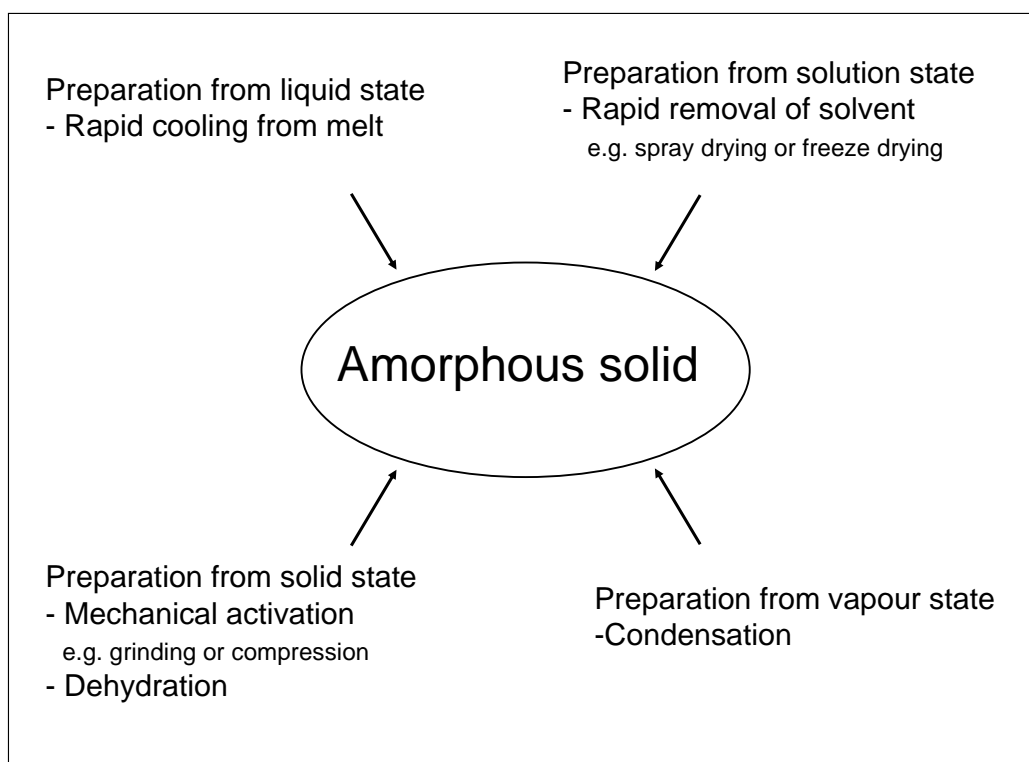 Preparation from liquid state
- Rapid cooling from melt
Preparation from solution state
- Rapid removal of solvent
e.g. spray drying or freeze drying
Amorphous solid
Preparation from solid state
- Mechanical activation
e.g. grinding or compression
- Dehydration
Preparation from vapour state
-Condensation